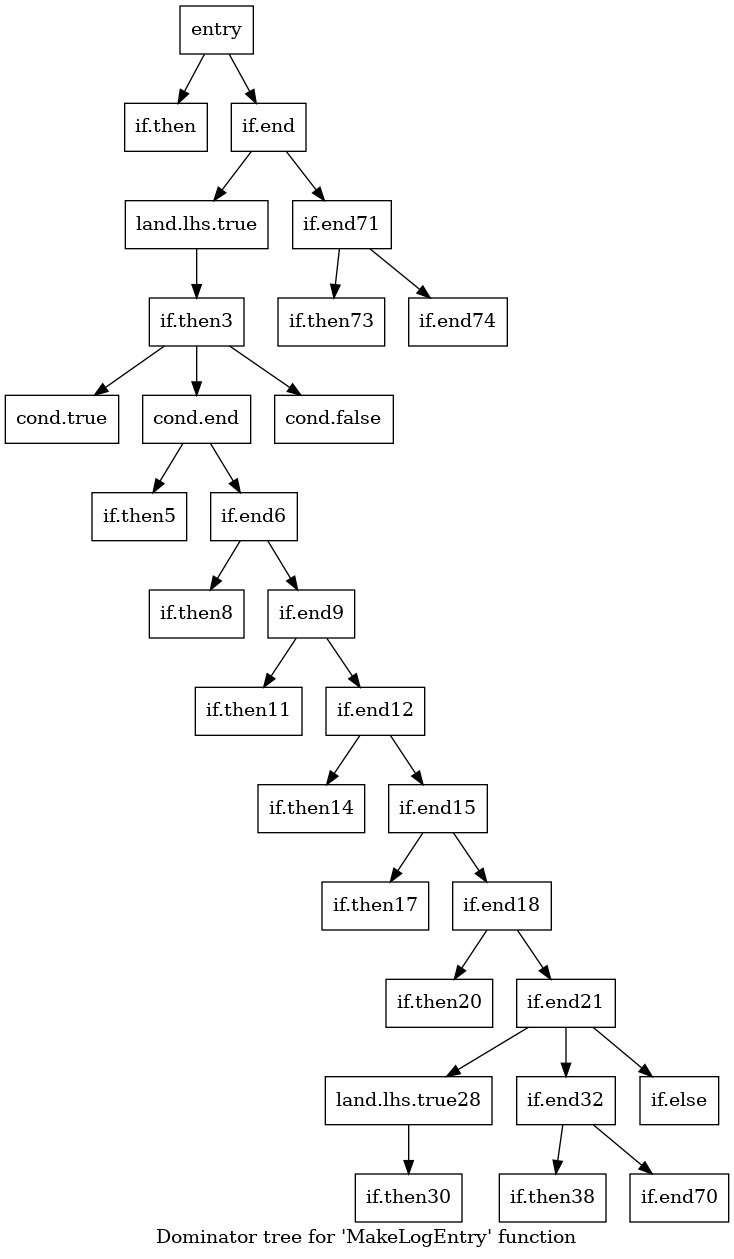 entry
if.then
if.end
land.lhs.true
if.end71
if.then3
if.then73
if.end74
cond.true
cond.end
cond.false
if.then5
if.end6
if.then8
if.end9
if.then11
if.end12
if.then14
if.end15
if.then17
if.end18
if.then20
if.end21
land.lhs.true28
if.end32
if.else
if.then30
if.then38
if.end70
Dominator tree for 'MakeLogEntry' function